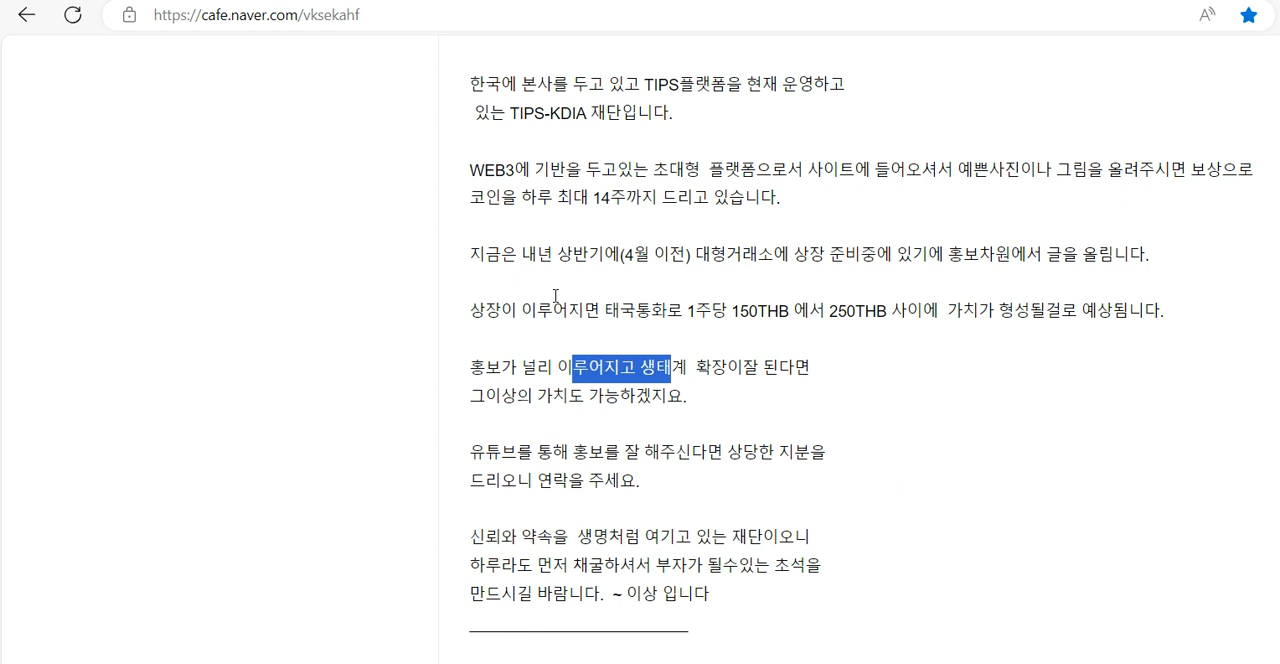 https://cafe.naver.com/vksekahf
한국에 본사를 두고 있고 TIPS플랫폼을 현재 운영하고
있는 TIPS-KDIA 재단입니다.
WEB3에 기반을 두고있는 초대형 플랫폼으로서 사이트에 들어오셔서 예쁜사진이나 그림을 올려주시면 보상으로
코인을 하루 최대 14주까지 드리고 있습니다.
지금은 내년 상반기에(4월 이전) 대형거래소에 상장 준비중에 있기에 홍보차원에서 글을 올림니다.
상장이 이루어지면 태국통화로 1주당 150THB 에서 250THB 사이에 가치가 형성될걸로 예상됨니다.
홍보가 널리 이루어지고 생태계 확장이잘 된다면
그이상의 가치도 가능하겠지요.
유튜브를 통해 홍보를 잘 해주신다면 상당한 지분을
드리오니 연락을 주세요.
신뢰와 약속을 생명처럼 여기고 있는 재단이오니
하루라도 먼저 채굴하셔서 부자가 될수있는 초석을
만드시길 바람니다. ~ 이상 입니다